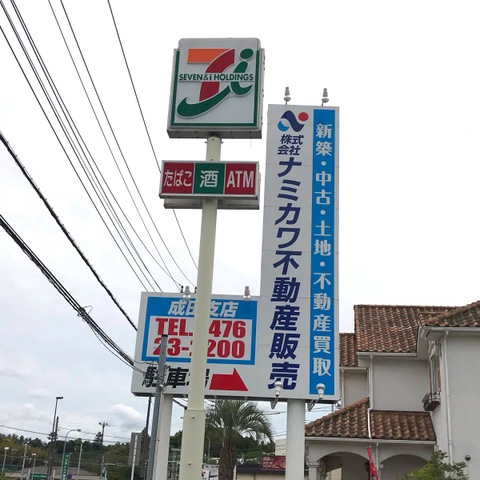 SEVEN & i HOLDINGS
たばこ
酒
ATM
株式会社
ナミカワ不動産販売
新築・中古・土地・不動産買取
成田支店
TEL. 476
23- 200
駐車場